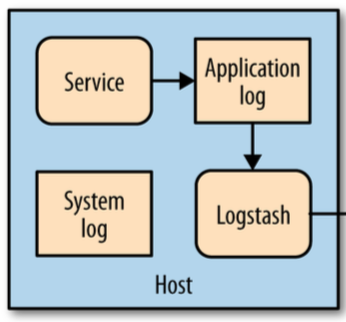 Service
Application
log
System
log
Logstash
Host